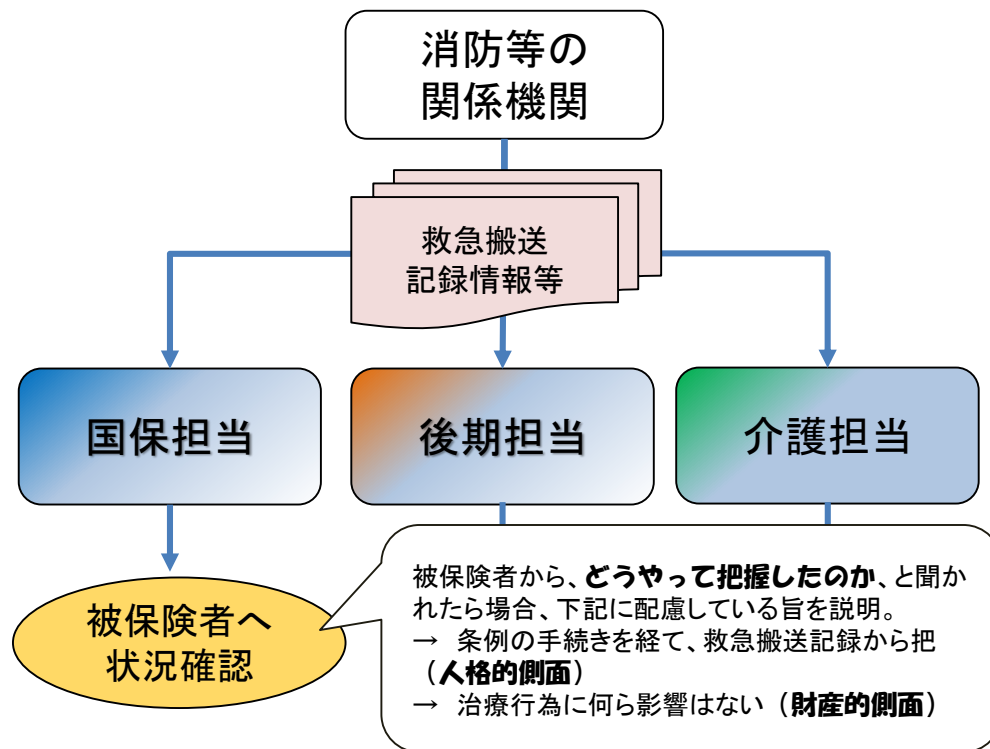 消防等の
関係機関
救急搬送
記録情報等
国保担当
後期担当
介護担当
被保険者へ
状況確認
被保険者から、どうやって把握したのか、と聞か
れたら場合、下記に配慮している旨を説明。
→ 条例の手続きを経て、救急搬送記録から把
（人格的側面）
→ 治療行為に何ら影響はない（財産的側面）